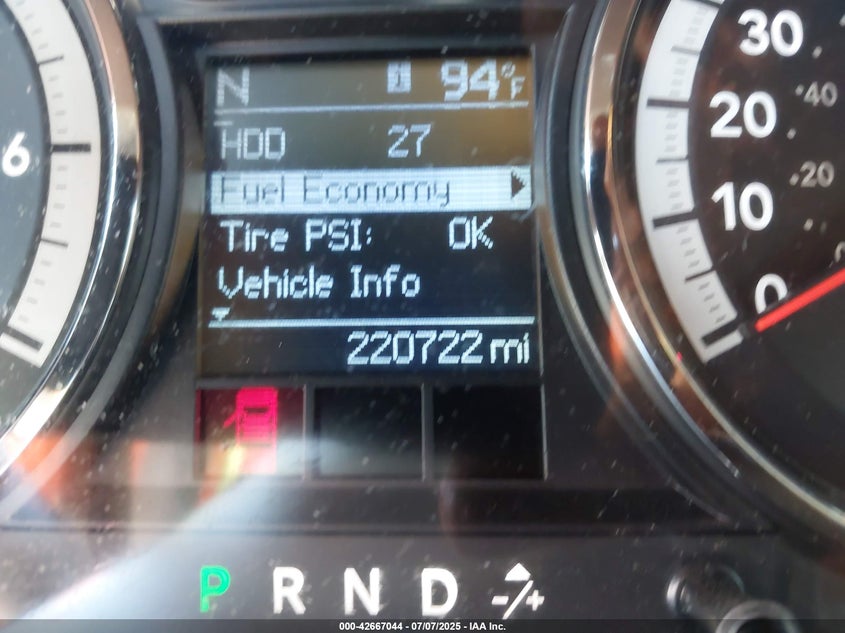 N 94°F
HDD 27
Fuel Economy
Tire PSI: OK
Vehicle Info
220722 mi
6
30
20
10
0
40
20
P R N D -/+
000-42667044 / 07/07/2025 - IAA Inc.